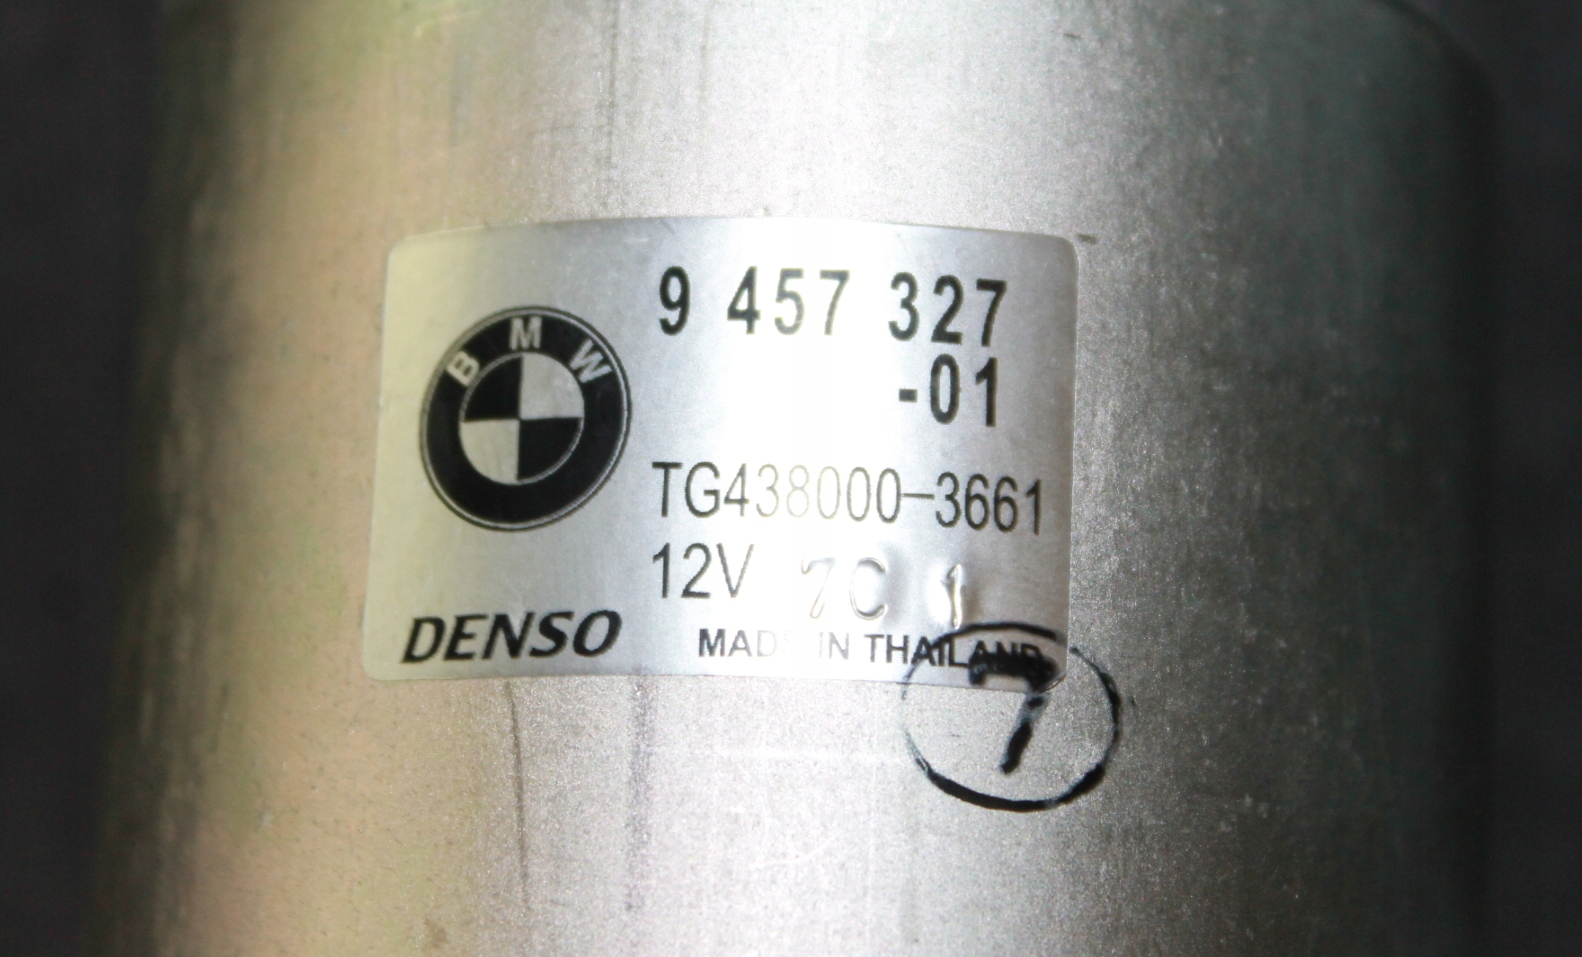 BMW
9 457 327
-01
TG438000-3661
12V 7C 1
DENSO
MADE IN THAILAND
7